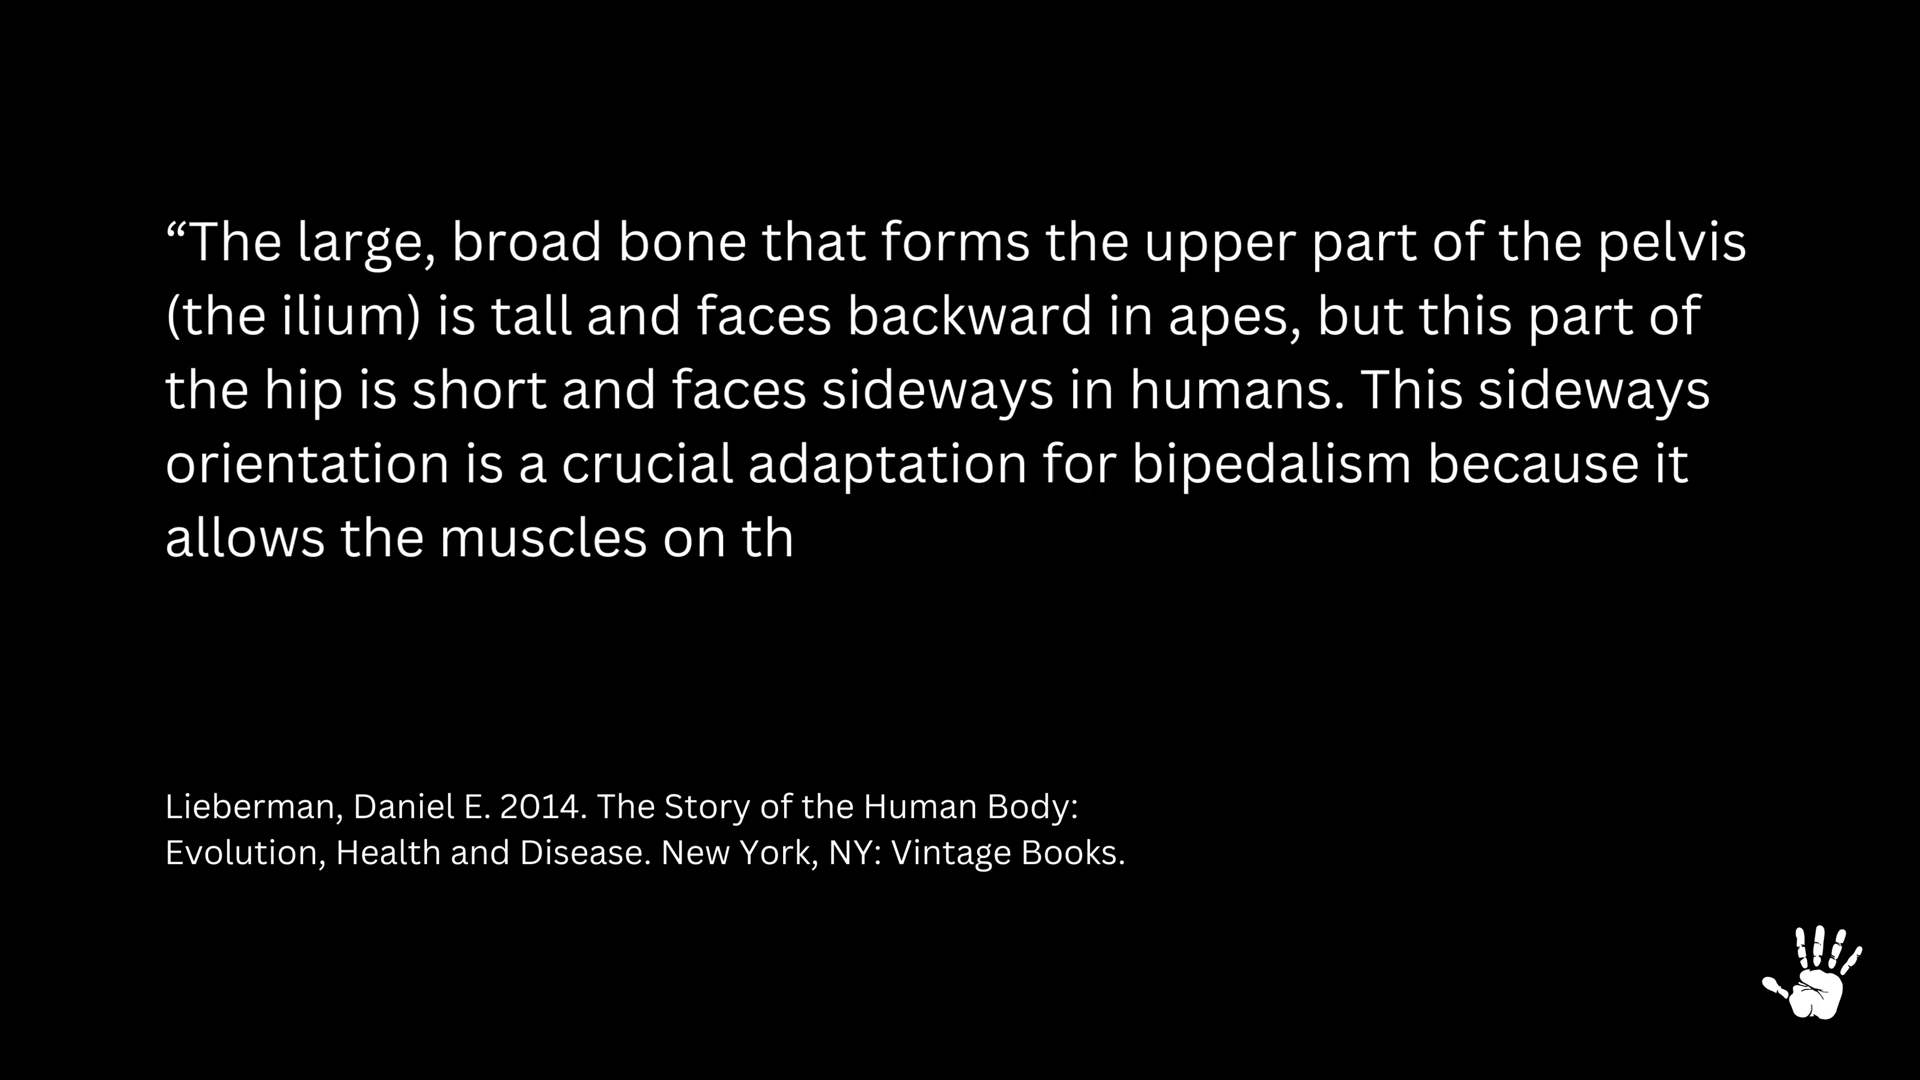 “The large, broad bone that forms the upper part of the pelvis
(the ilium) is tall and faces backward in apes, but this part of
the hip is short and faces sideways in humans. This sideways
orientation is a crucial adaptation for bipedalism because it
allows the muscles on th
Lieberman, Daniel E. 2014. The Story of the Human Body:
Evolution, Health and Disease. New York, NY: Vintage Books.